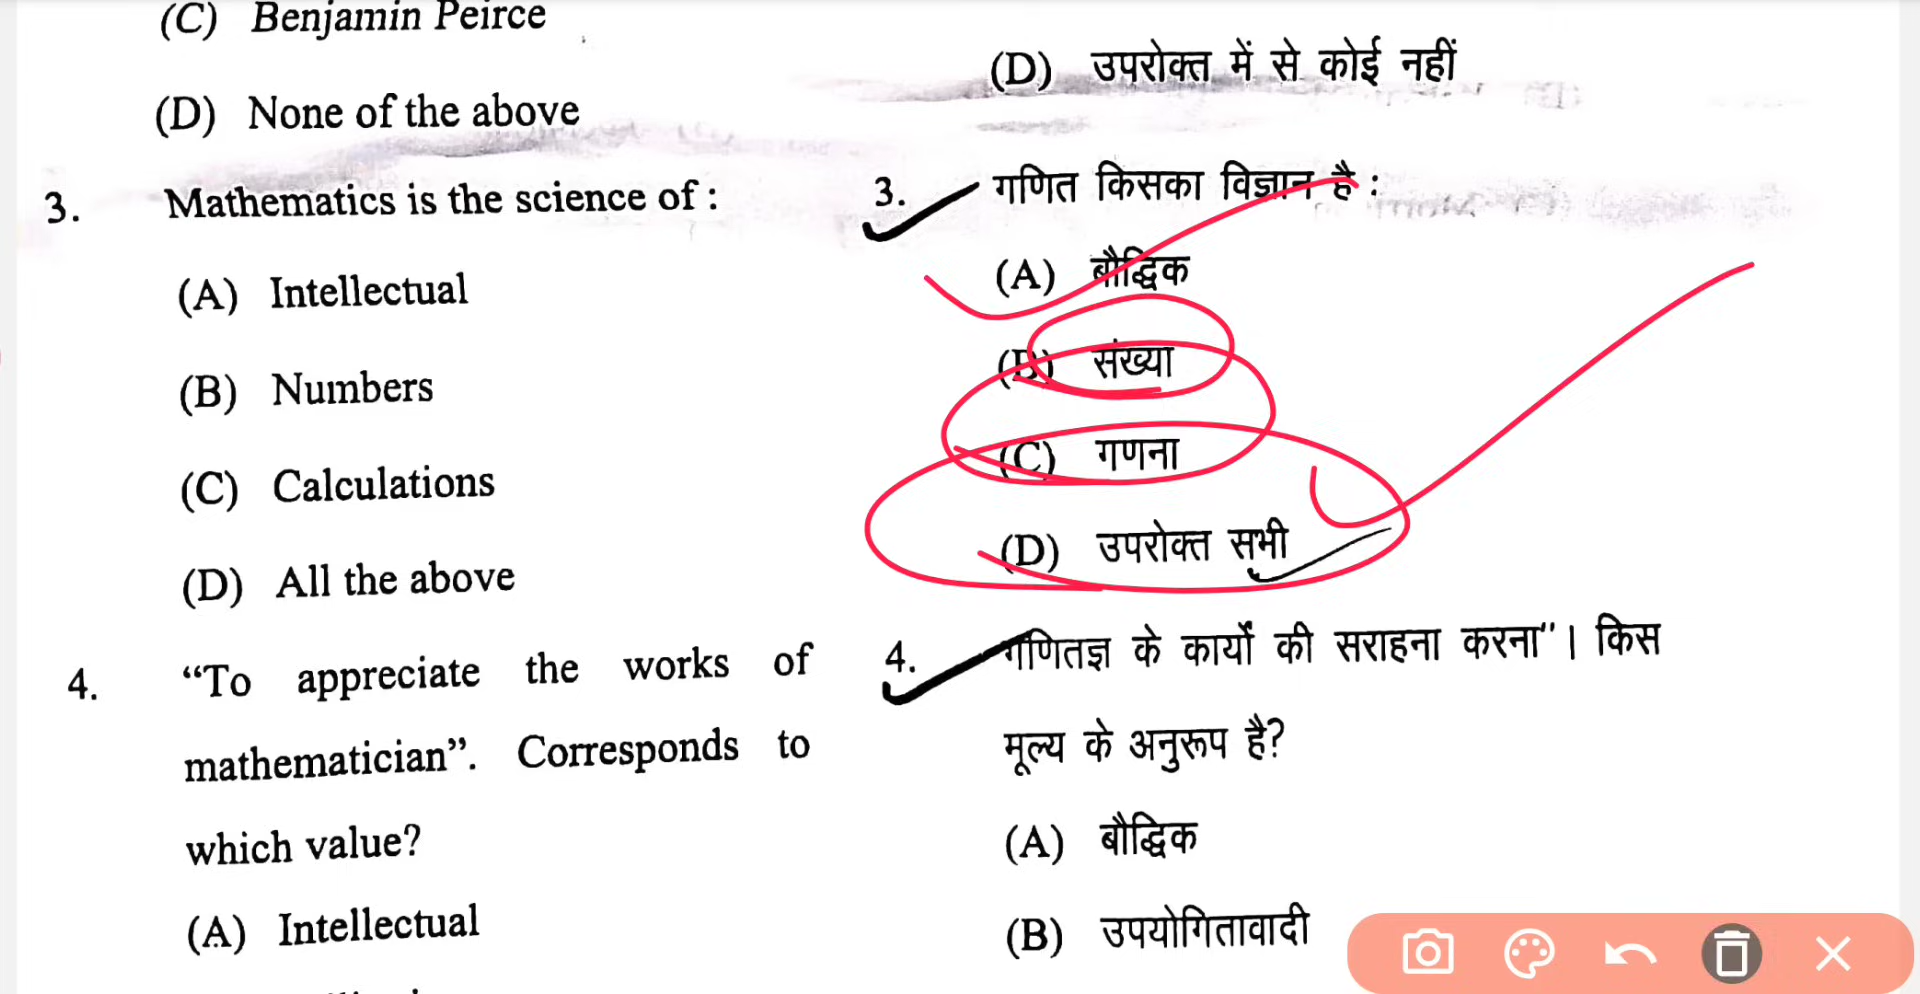 (C) Benjamin Peirce
(D) None of the above
3. Mathematics is the science of :
(A) Intellectual
(B) Numbers
(C) Calculations
(D) All the above
4. “To appreciate the works of
mathematician”. Corresponds to
which value?
(A) Intellectual
(D) उपरोक्त में से कोई नहीं
3. गणित किसका विज्ञान है :
(A) बौद्धिक
(B) संख्या
(C) गणना
(D) उपरोक्त सभी
4. गणितज्ञ के कार्यों की सराहना करना”। किस
मूल्य के अनुरूप है?
(A) बौद्धिक
(B) उपयोगितावादी